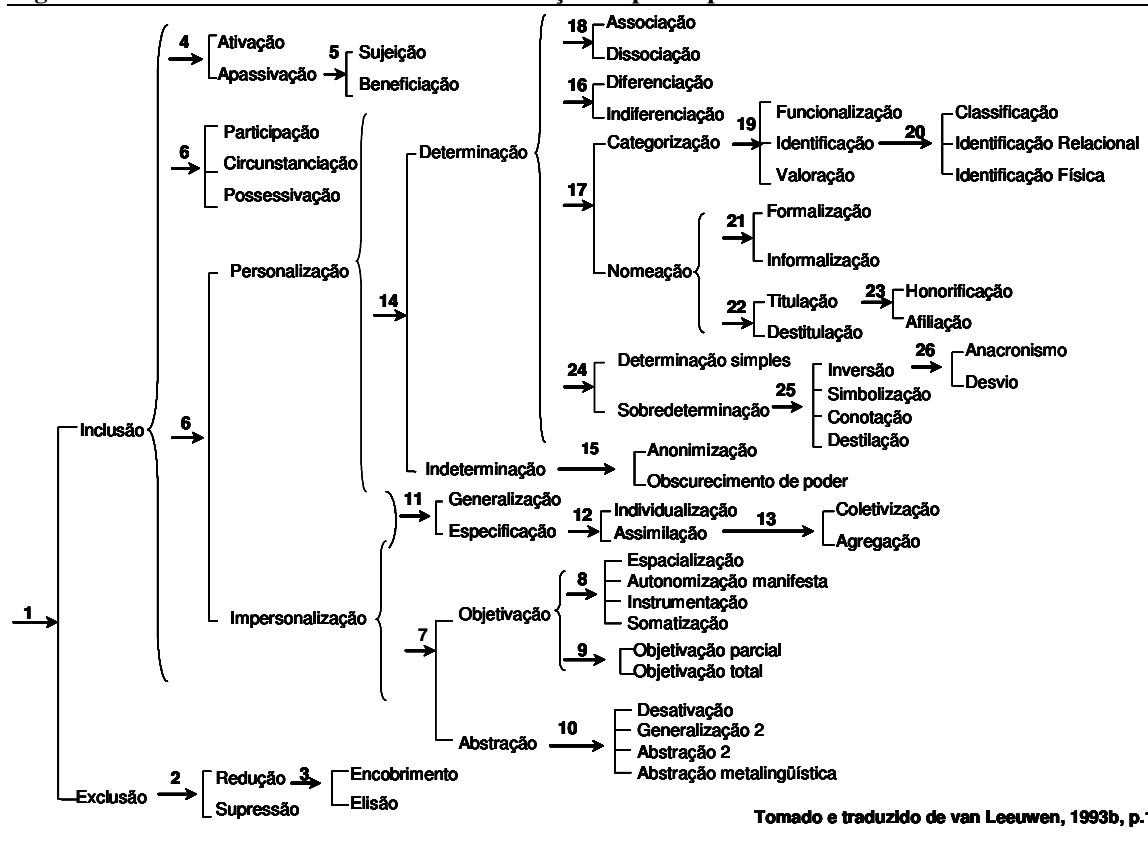 1
Inclusão
4
Ativação
Apassivação
5
Sujeição
Beneficiação
6
Participação
Circunstanciação
Possessivação
6
Personalização
14
Determinação
18
Associação
Dissociação
16
Diferenciação
Indiferenciação
17
Categorização
19
Funcionalização
Identificação
20
Classificação
Identificação Relacional
Identificação Física
Valoração
Nomeação
21
Formalização
Informalização
22
Titulação
23
Honorificação
Afiliação
Destitulação
24
Determinação simples
Sobredeterminação
25
Inversão
26
Anacronismo
Desvio
Simbolização
Conotação
Destilação
Indeterminação
15
Anonimização
Obscurecimento de poder
11
Generalização
Especificação
12
Individualização
Assimilação
13
Coletivização
Agregação
Impersonalização
7
Objetivação
8
Espacialização
Autonomização manifesta
Instrumentação
Somatização
9
Objetivação parcial
Objetivação total
Abstração
10
Desativação
Generalização 2
Abstração 2
Abstração metalingüística
Exclusão
2
Redução
3
Encobrimento
Elisão
Supressão
Tomado e traduzido de van Leeuwen, 1993b, p.